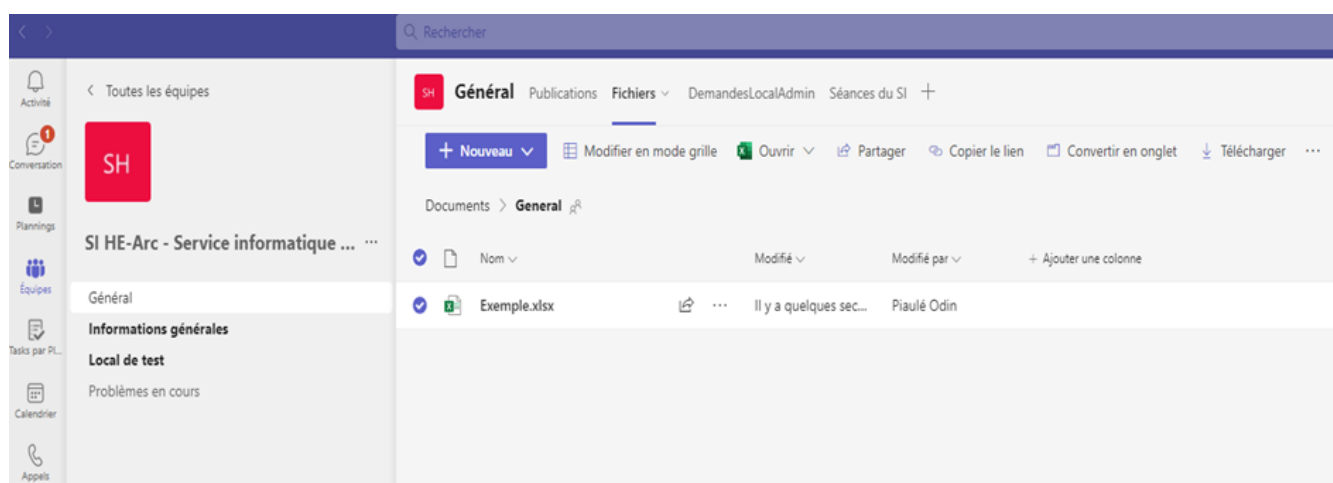 Rechercher
Activité
1
Conversation
Plannings
Équipes
Tasks par Pl...
Calendrier
Appels
Toutes les équipes
SH
SI HE-Arc - Service informatique ... ...
Général
Informations générales
Local de test
Problèmes en cours
SH Général Publications Fichiers DemandesLocalAdmin Séances du SI +
+ Nouveau Modifier en mode grille Ouvrir Partager Copier le lien Convertir en onglet Télécharger ...
Documents > General
Nom Modifié Modifié par + Ajouter une colonne
Exemple.xlsx ... Il y a quelques sec... Piaulé Odin